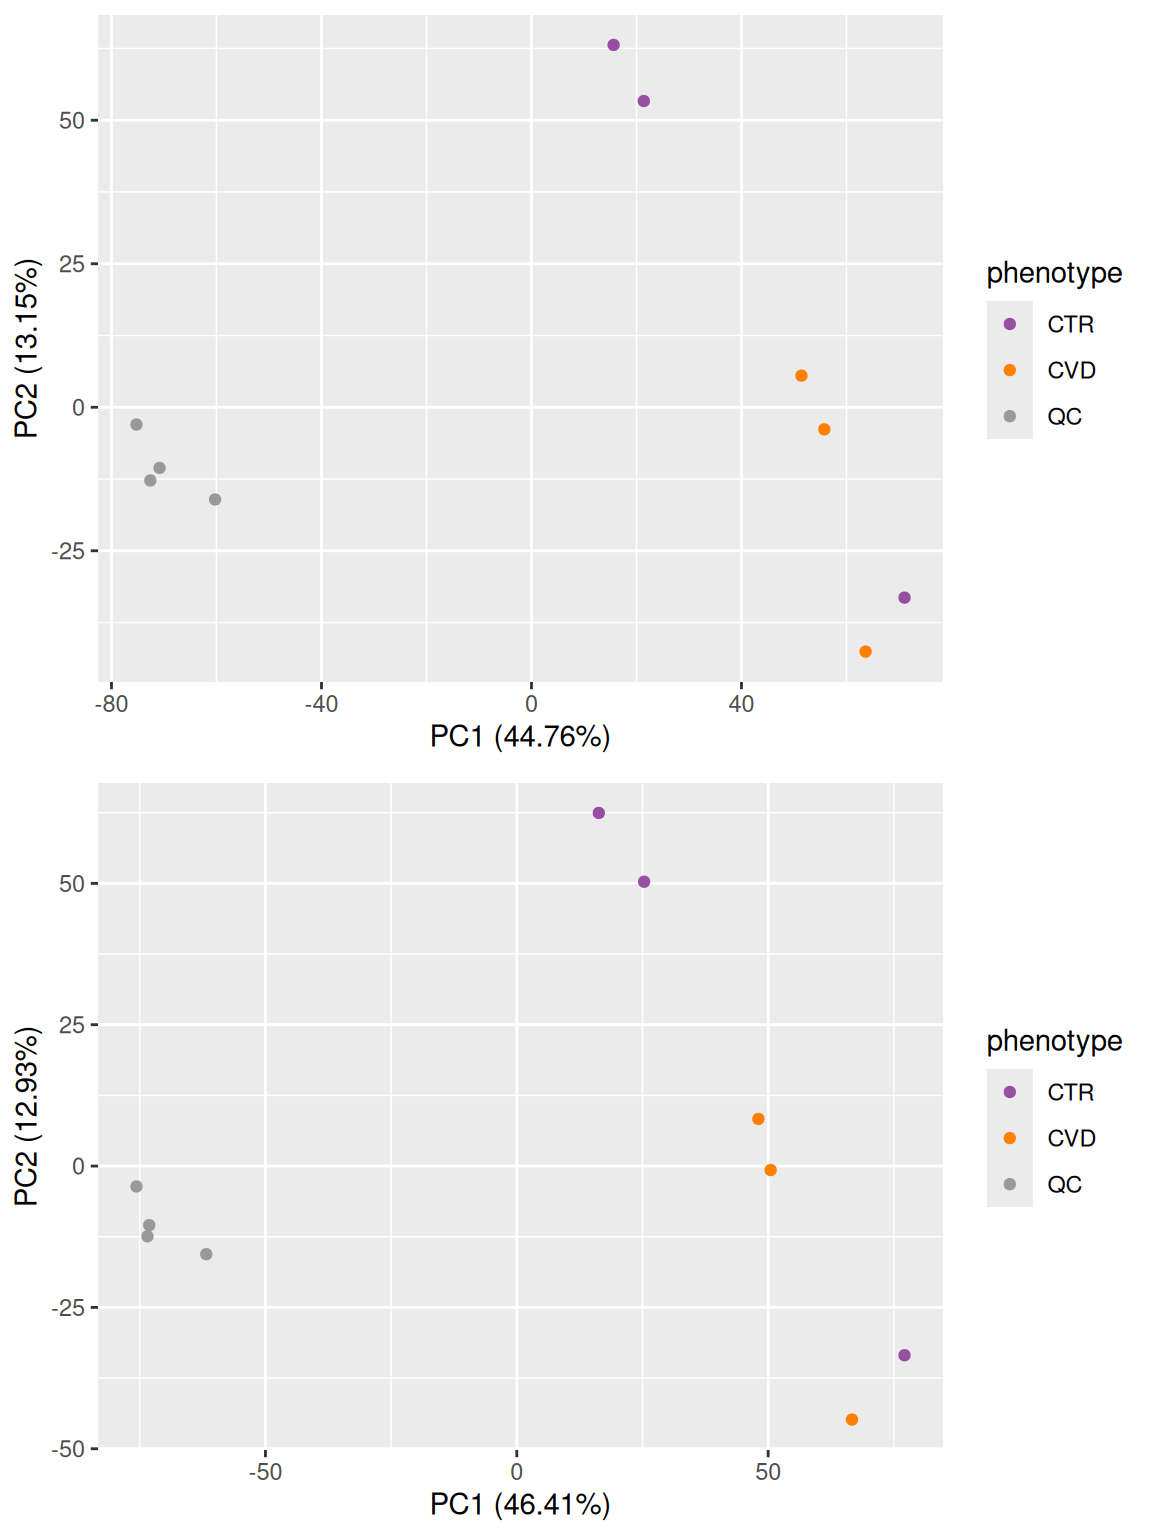 50
25
0
-25
-80 -40 0 40
PC1 (44.76%)
PC2 (13.15%)
phenotype
CTR
CVD
QC
50
25
0
-25
-50
-50 0 50
PC1 (46.41%)
PC2 (12.93%)
phenotype
CTR
CVD
QC